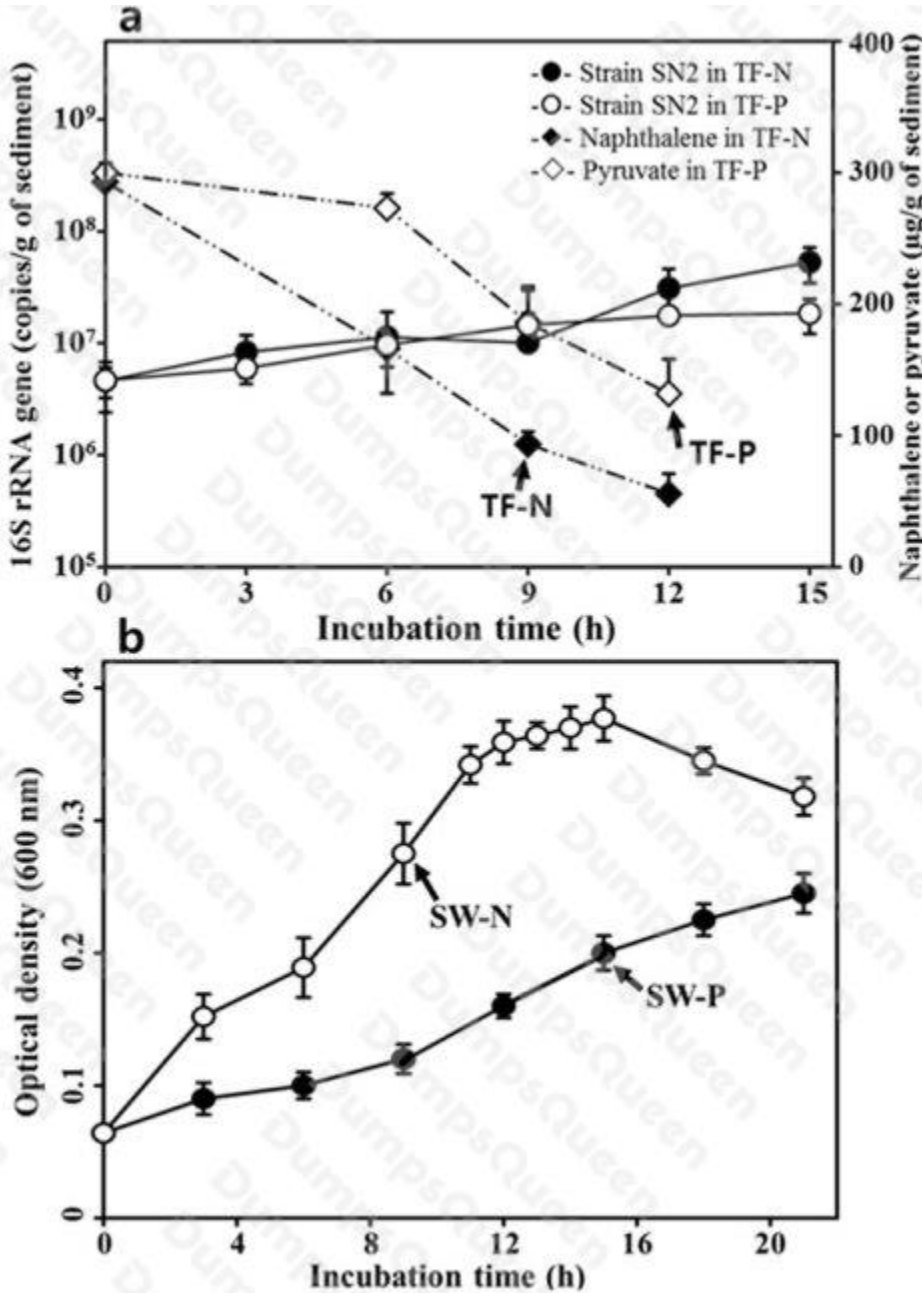 a
-●- Strain SN2 in TF-N
-○- Strain SN2 in TF-P
-◆- Naphthalene in TF-N
-◇- Pyruvate in TF-P
16S rRNA gene (copies/g of sediment)
10⁹
10⁸
10⁷
10⁶
10⁵
Naphthalene or pyruvate (µg/g of sediment)
400
300
200
100
0
TF-N
TF-P
0 3 6 9 12 15
Incubation time (h)
b
Optical density (600 nm)
0.4
0.3
0.2
0.1
0
SW-N
SW-P
0 4 8 12 16 20
Incubation time (h)
DumpsQueen